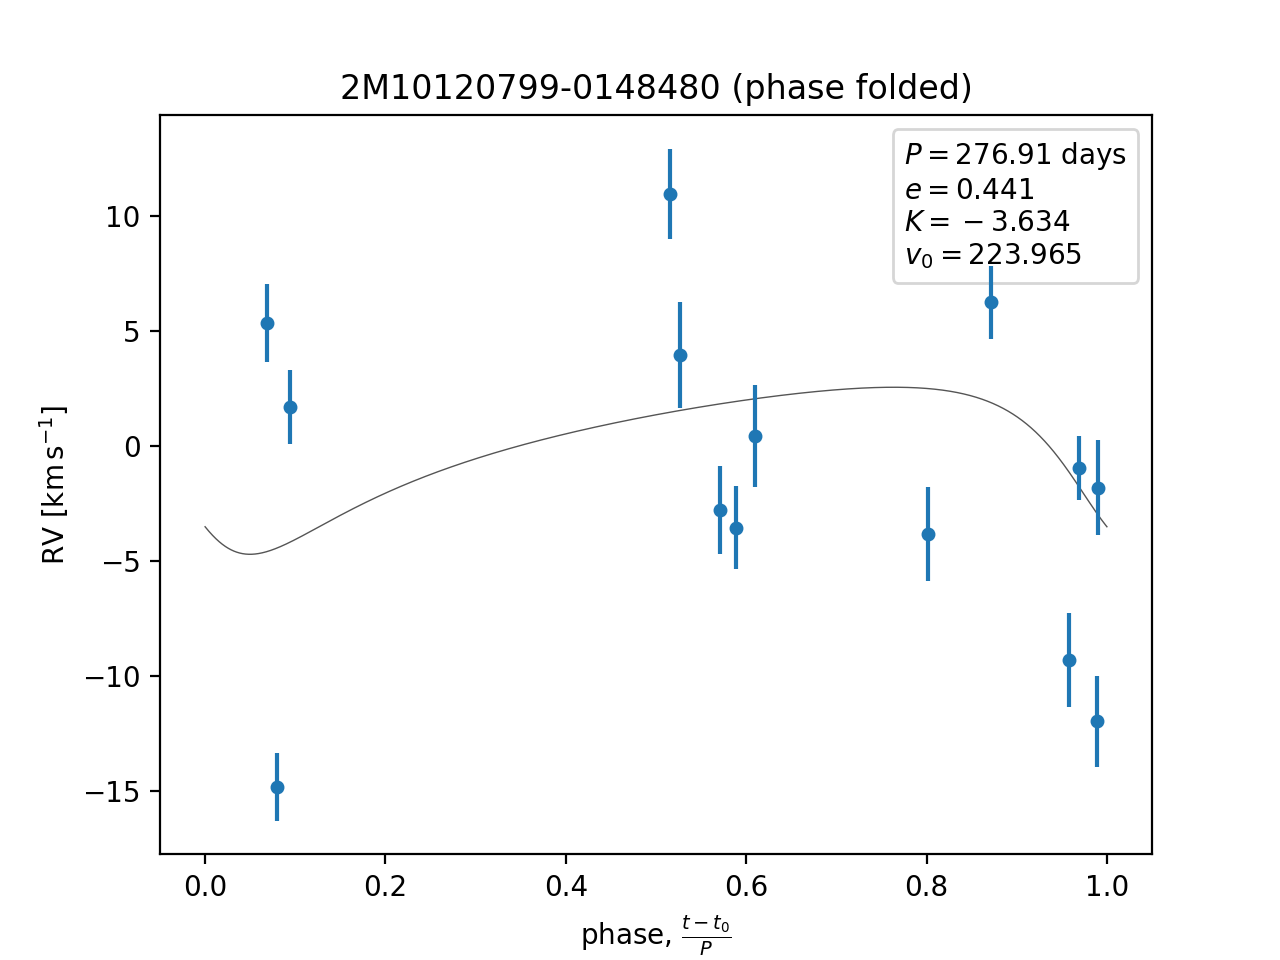 2M10120799-0148480 (phase folded)
P = 276.91 days
e = 0.441
K = −3.634
v₀ = 223.965
RV [km s⁻¹]
10
5
0
−5
−10
−15
0.0 0.2 0.4 0.6 0.8 1.0
phase, (t − t₀)/P